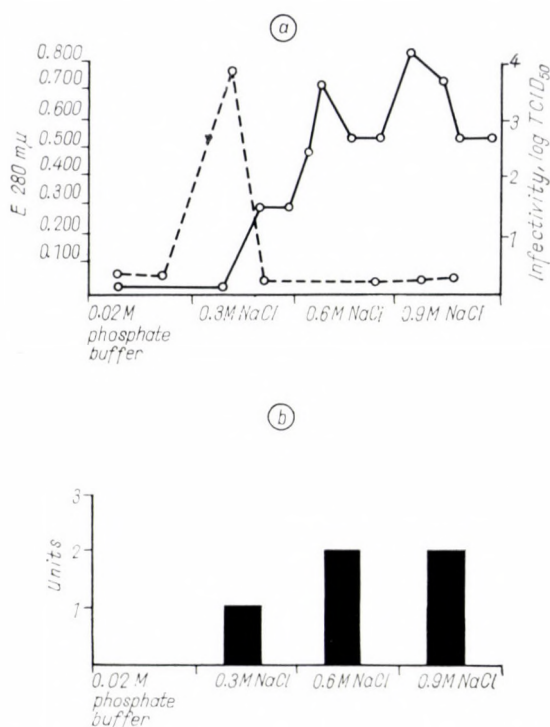 a
0.800
0.700
0.600
0.500
0.400
0.300
0.200
0.100
E 280 mμ
4
3
2
1
Infectivity, log TCID50
0.02M phosphate buffer
0.3M NaCl
0.6M NaCl
0.9M NaCl
b
3
2
1
Units
0.02 M phosphate buffer
0.3M NaCl
0.6M NaCl
0.9M NaCl